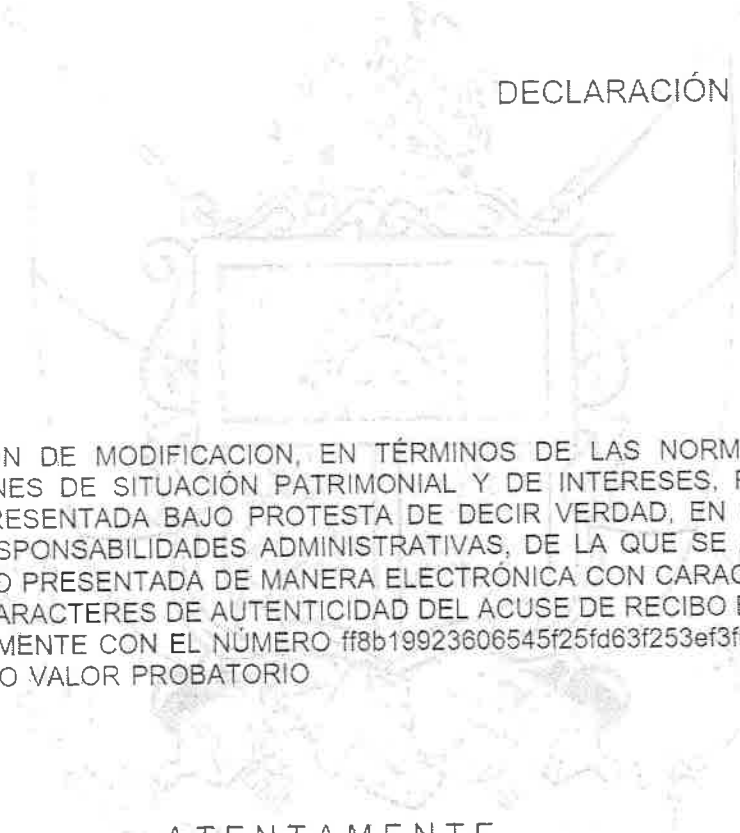 DECLARACIÓN
N DE MODIFICACION, EN TÉRMINOS DE LAS NORM
NES DE SITUACIÓN PATRIMONIAL Y DE INTERESES,
RESENTADA BAJO PROTESTA DE DECIR VERDAD, EN
SPONSABILIDADES ADMINISTRATIVAS, DE LA QUE SE
O PRESENTADA DE MANERA ELECTRÓNICA CON CARAC
ARACTERES DE AUTENTICIDAD DEL ACUSE DE RECIBO
MENTE CON EL NÚMERO ff8b19923606545f25fd63f253ef3f
O VALOR PROBATORIO
ATENTAMENTE